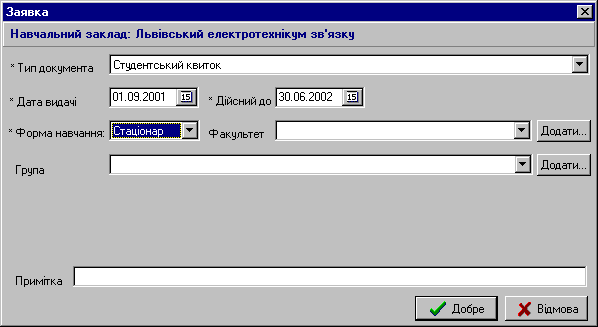 Заявка
Навчальний заклад: Львівський електротехнікум зв'язку
* Тип документа Студентський квиток
* Дата видачі 01.09.2001 15 * Дійсний до 30.06.2002 15
* Форма навчання: Стаціонар Факультет Додати...
Група Додати...
Примітка
Добре Відмова